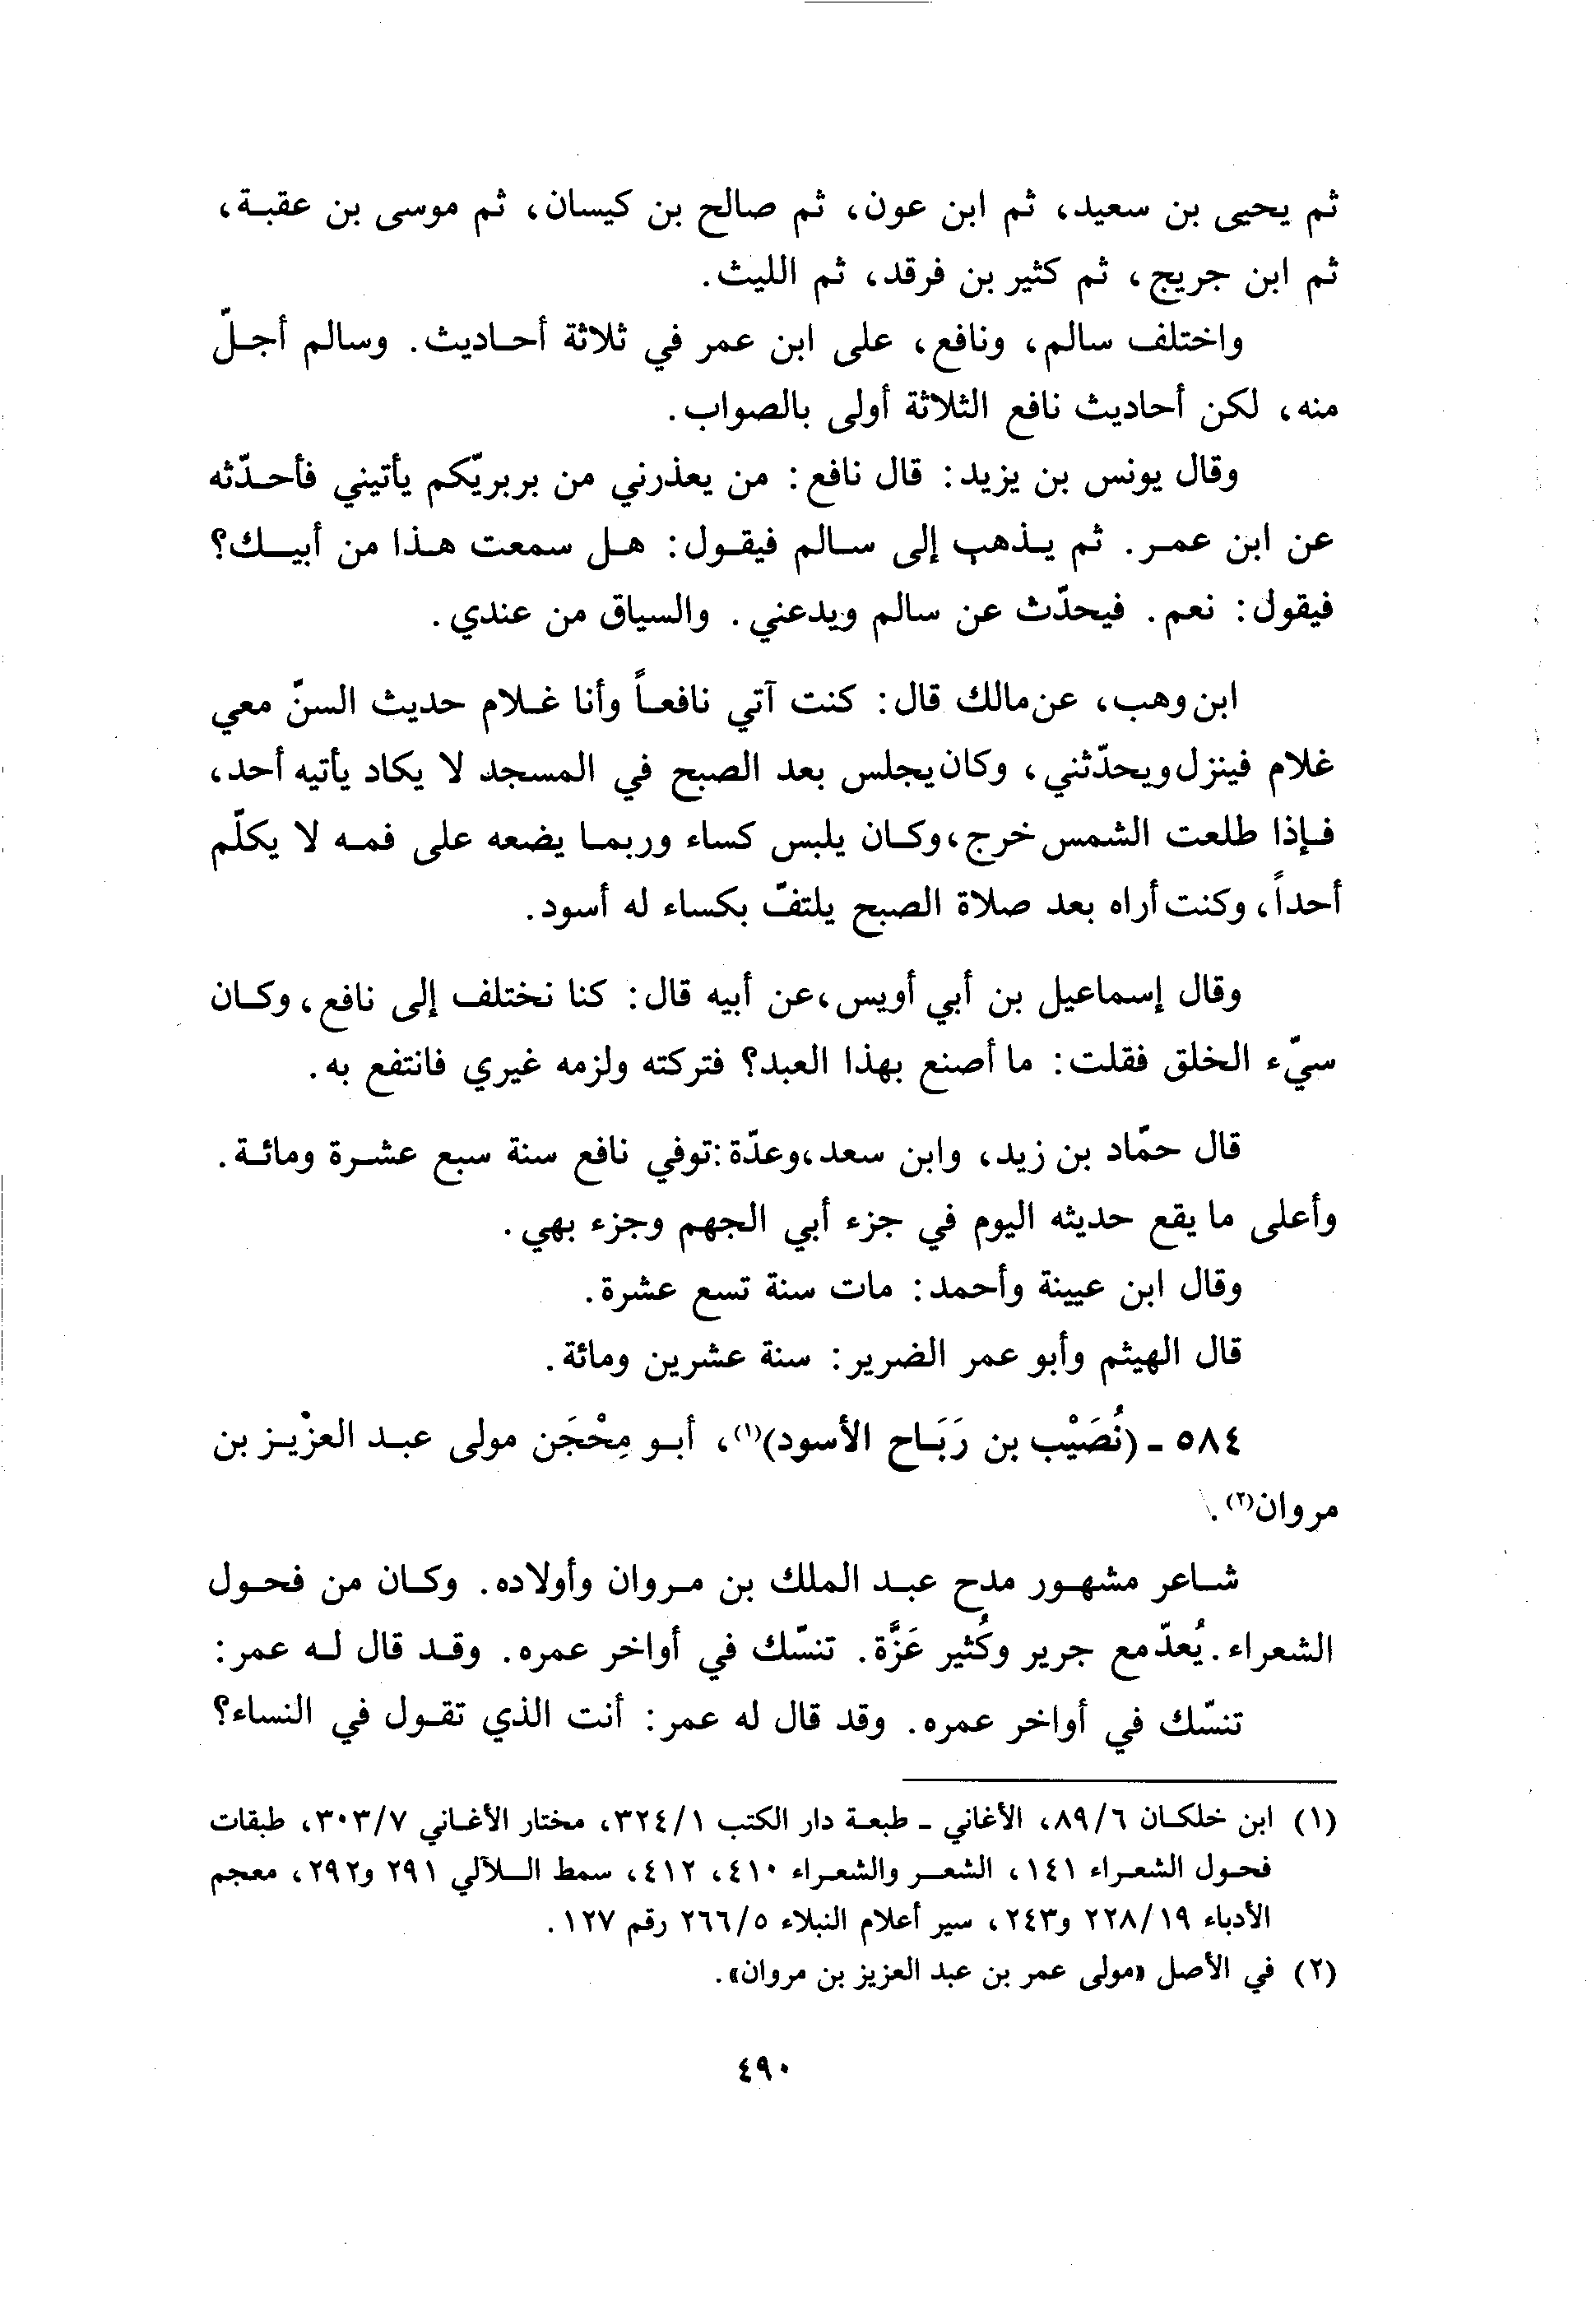 ثم يحيى بن سعيد، ثم ابن عون، ثم صالح بن كيسان، ثم موسى بن عقبة،
ثم ابن جريج، ثم كثير بن فرقد، ثم الليث.
واختلف سالم، ونافع، على ابن عمر في ثلاثة أحاديث. وسالم أجلّ
منه، لكن أحاديث نافع الثلاثة أولى بالصواب.
وقال يونس بن يزيد: قال نافع: من يعذرني من بربريّكم يأتيني فأحدّثه
عن ابن عمر. ثم يذهب إلى سالم فيقول: هل سمعت هذا من أبيك؟
فيقول: نعم. فيحدّث عن سالم ويدعني. والسياق من عندي.
ابن وهب، عن مالك قال: كنت آتي نافعاً وأنا غلام حديث السنّ معي
غلام فينزل ويحدّثني، وكان يجلس بعد الصبح في المسجد لا يكاد يأتيه أحد،
فإذا طلعت الشمس خرج، وكان يلبس كساء وربما يضعه على فمه لا يكلّم
أحداً، وكنت أراه بعد صلاة الصبح يلتفّ بكساء له أسود.
وقال إسماعيل بن أبي أويس، عن أبيه قال: كنا نختلف إلى نافع، وكان
سيّء الخلق فقلت: ما أصنع بهذا العبد؟ فتركته ولزمه غيري فانتفع به.
قال حمّاد بن زيد، وابن سعد، وعدّة: توفي نافع سنة سبع عشرة ومائة.
وأعلى ما يقع حديثه اليوم في جزء أبي الجهم وجزء بهي.
وقال ابن عيينة وأحمد: مات سنة تسع عشرة.
قال الهيثم وأبو عمر الضرير: سنة عشرين ومائة.
٥٨٤ - (نُصَيْب بن رَبَاح الأسود)(١)، أبو مِحْجَن مولى عبد العزيز بن
مروان(٢).
شاعر مشهور مدح عبد الملك بن مروان وأولاده. وكان من فحول
الشعراء. يُعدّ مع جرير وكُثير عَزَّة. تنسّك في أواخر عمره. وقد قال له عمر:
تنسّك في أواخر عمره. وقد قال له عمر: أنت الذي تقول في النساء؟
(١) ابن خلكان ٨٩/٦، الأغاني - طبعة دار الكتب ٣٢٤/١، مختار الأغاني ٣٠٣/٧، طبقات
فحول الشعراء ١٤١، الشعر والشعراء ٤١٠، ٤١٢، سمط اللآلي ٢٩١ و٢٩٢، معجم
الأدباء ٢٢٨/١٩ و٢٤٣، سير أعلام النبلاء ٢٦٦/٥ رقم ١٢٧.
(٢) في الأصل «مولى عمر بن عبد العزيز بن مروان».
٤٩٠